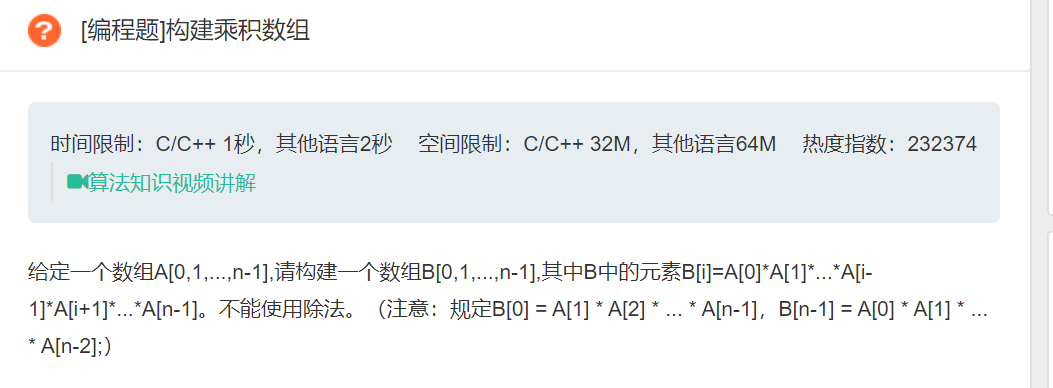 [编程题]构建乘积数组
时间限制：C/C++ 1秒，其他语言2秒 空间限制：C/C++ 32M，其他语言64M 热度指数：232374
算法知识视频讲解
给定一个数组A[0,1,...,n-1],请构建一个数组B[0,1,...,n-1],其中B中的元素B[i]=A[0]*A[1]*...*A[i-
1]*A[i+1]*...*A[n-1]。不能使用除法。（注意：规定B[0] = A[1] * A[2] * ... * A[n-1]，B[n-1] = A[0] * A[1] * ...
* A[n-2];）